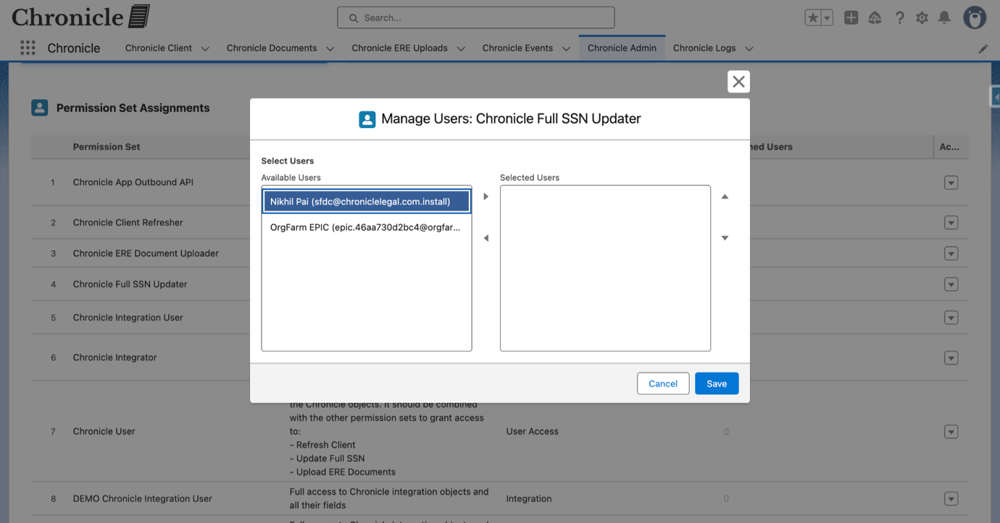 Chronicle
Search...
Chronicle
Chronicle Client
Chronicle Documents
Chronicle ERE Uploads
Chronicle Events
Chronicle Admin
Chronicle Logs
Permission Set Assignments
Manage Users: Chronicle Full SSN Updater
Permission Set
ned Users
Ac...
Select Users
Available Users
Selected Users
Nikhil Pai (sfdc@chroniclelegal.com.install)
OrgFarm EPIC (epic.46aa730d2bc4@orgfar...
1 Chronicle App Outbound API
2 Chronicle Client Refresher
3 Chronicle ERE Document Uploader
4 Chronicle Full SSN Updater
5 Chronicle Integration User
6 Chronicle Integrator
Cancel
Save
the Chronicle objects. It should be combined
with the other permission sets to grant access
to:
7 Chronicle User
User Access
0
- Refresh Client
- Update Full SSN
- Upload ERE Documents
8 DEMO Chronicle Integration User
Full access to Chronicle integration objects and
all their fields
Integration
0